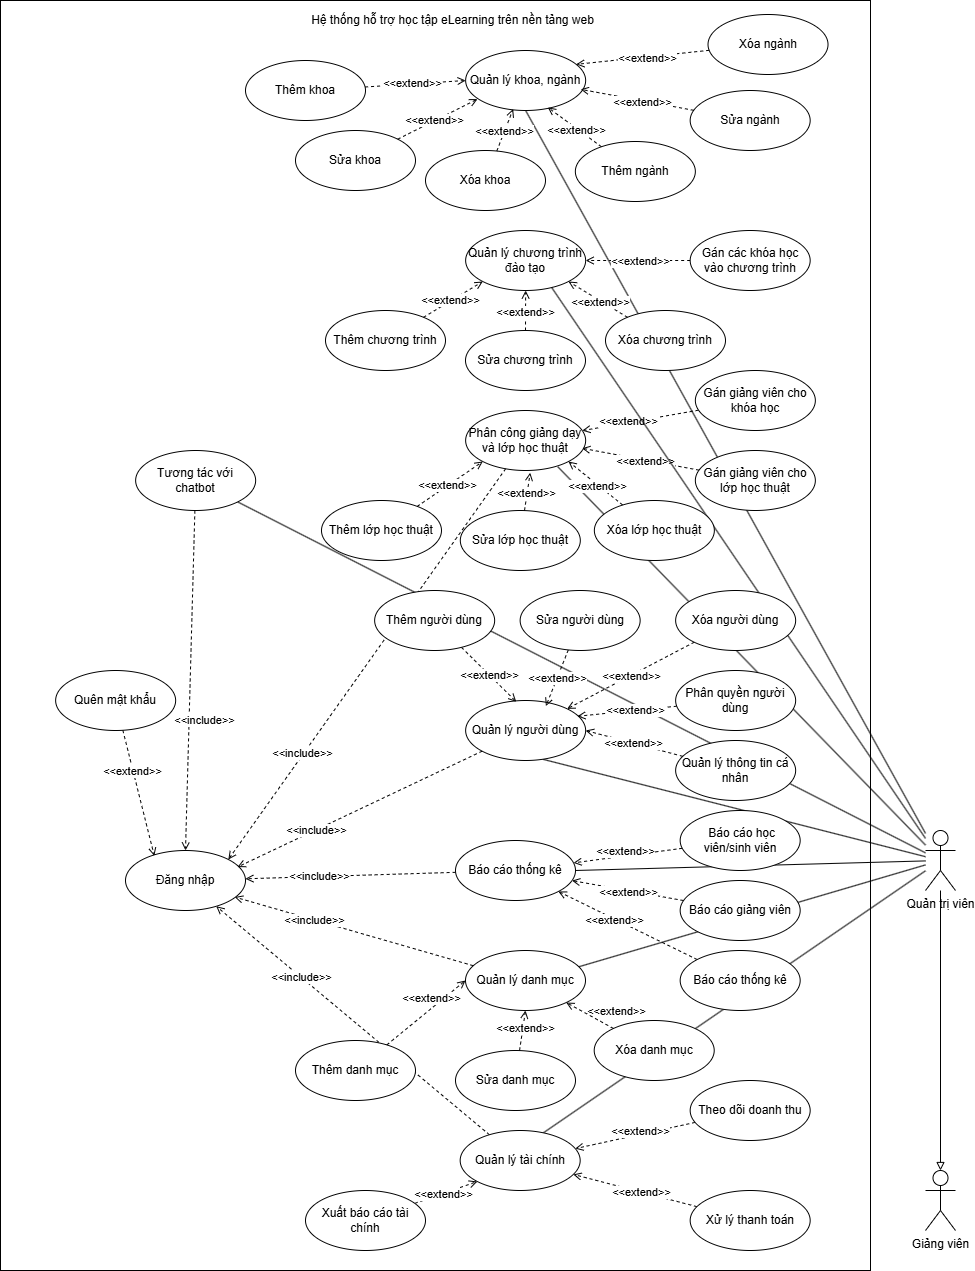 Hệ thống hỗ trợ học tập eLearning trên nền tảng web
Xóa ngành
<<extend>>
Quản lý khoa, ngành
<<extend>>
Thêm khoa
<<extend>>
Sửa ngành
<<extend>>
<<extend>>
<<extend>>
Sửa khoa
Xóa khoa
Thêm ngành
Quản lý chương trình
đào tạo
<<extend>>
Gán các khóa học
vào chương trình
<<extend>>
<<extend>>
<<extend>>
Thêm chương trình
Sửa chương trình
Xóa chương trình
Gán giảng viên cho
khóa học
<<extend>>
Phân công giảng dạy
và lớp học thuật
<<extend>>
Gán giảng viên cho
lớp học thuật
Tương tác với
chatbot
<<extend>>
<<extend>>
<<extend>>
Thêm lớp học thuật
Sửa lớp học thuật
Xóa lớp học thuật
Thêm người dùng
Sửa người dùng
Xóa người dùng
<<extend>>
<<extend>>
<<extend>>
Quên mật khẩu
Phân quyền người
dùng
<<extend>>
<<include>>
Quản lý người dùng
<<extend>>
<<include>>
Quản lý thông tin cá
nhân
<<extend>>
<<include>>
Báo cáo học
viên/sinh viên
<<extend>>
Đăng nhập
<<include>>
Báo cáo thống kê
<<extend>>
Báo cáo giảng viên
<<extend>>
Quản trị viên
<<include>>
<<include>>
Quản lý danh mục
Báo cáo thống kê
<<extend>>
<<extend>>
<<extend>>
Xóa danh mục
Thêm danh mục
Sửa danh mục
Theo dõi doanh thu
<<extend>>
Quản lý tài chính
<<extend>>
<<extend>>
Xuất báo cáo tài
chính
Xử lý thanh toán
Giảng viên